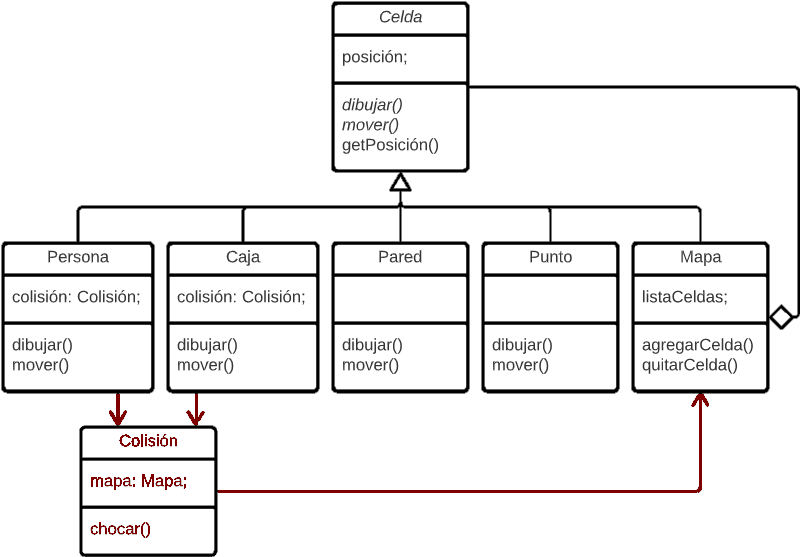 Celda
posición;
dibujar()
mover()
getPosición()
Persona
colisión: Colisión;
dibujar()
mover()
Caja
colisión: Colisión;
dibujar()
mover()
Pared
dibujar()
mover()
Punto
dibujar()
mover()
Mapa
listaCeldas;
agregarCelda()
quitarCelda()
Colisión
mapa: Mapa;
chocar()